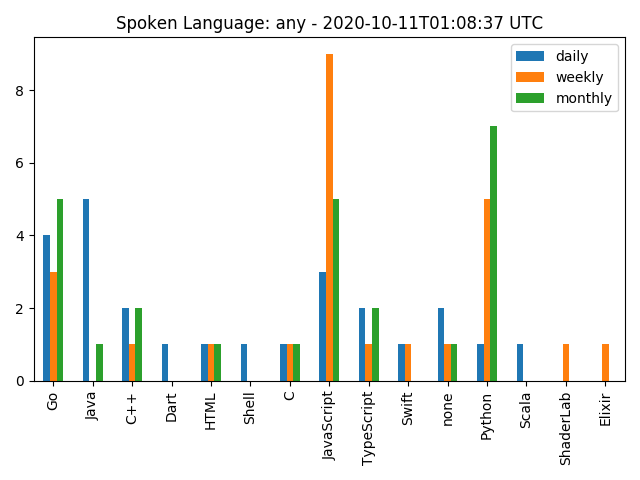 Spoken Language: any - 2020-10-11T01:08:37 UTC
daily
weekly
monthly
8
6
4
2
0
Go
Java
C++
Dart
HTML
Shell
C
JavaScript
TypeScript
Swift
none
Python
Scala
ShaderLab
Elixir